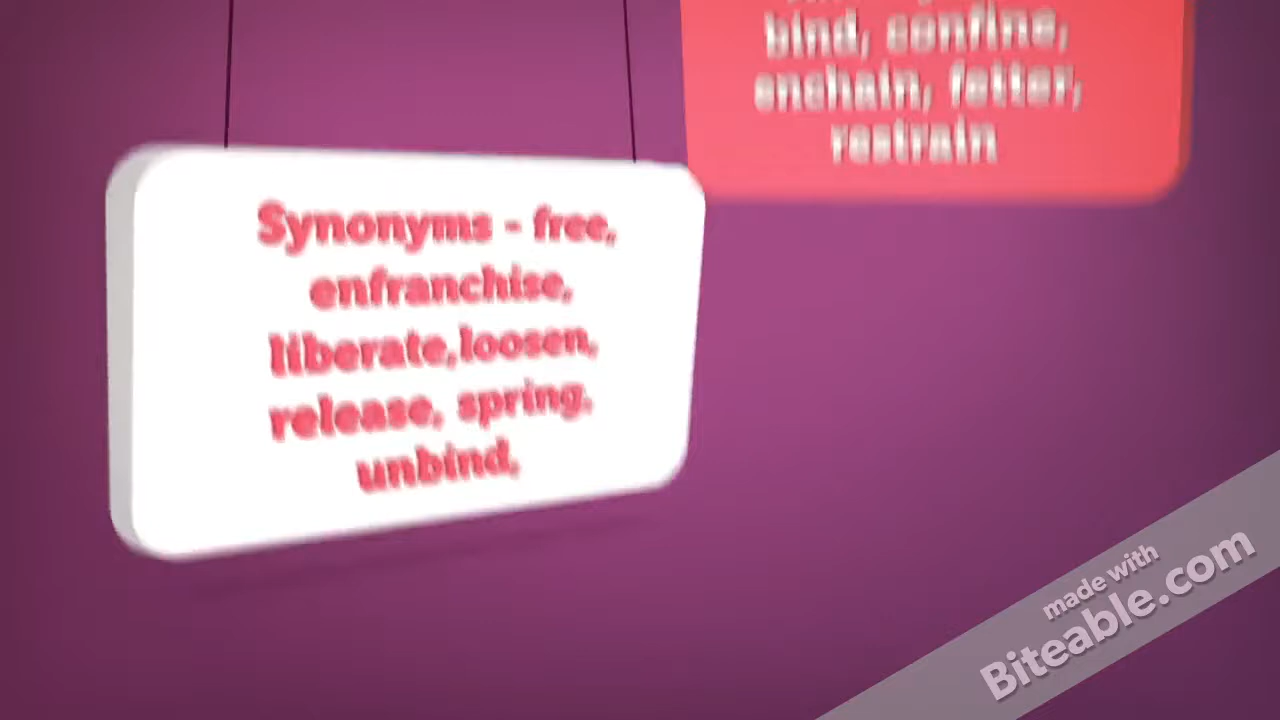 bind, confine,
enchain, fetter,
restrain
Synonyms - free,
enfranchise,
liberate,loosen,
release, spring,
unbind,
made with
Biteable.com